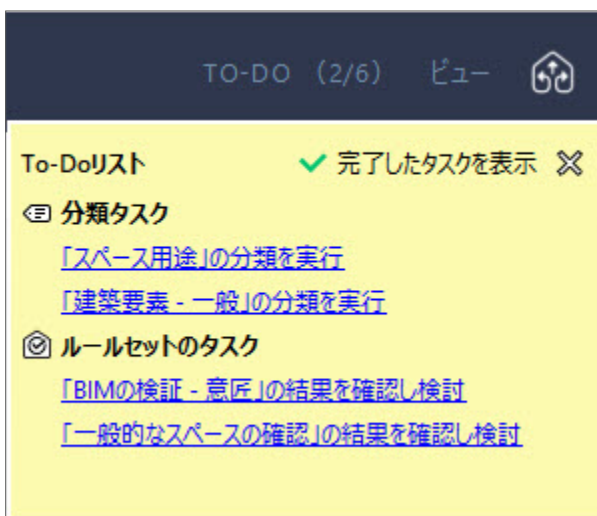 TO-DO （2/6） ビュー
To-Doリスト 完了したタスクを表示
分類タスク
「スペース用途」の分類を実行
「建築要素 - 一般」の分類を実行
ルールセットのタスク
「BIMの検証 - 意匠」の結果を確認し検討
「一般的なスペースの確認」の結果を確認し検討